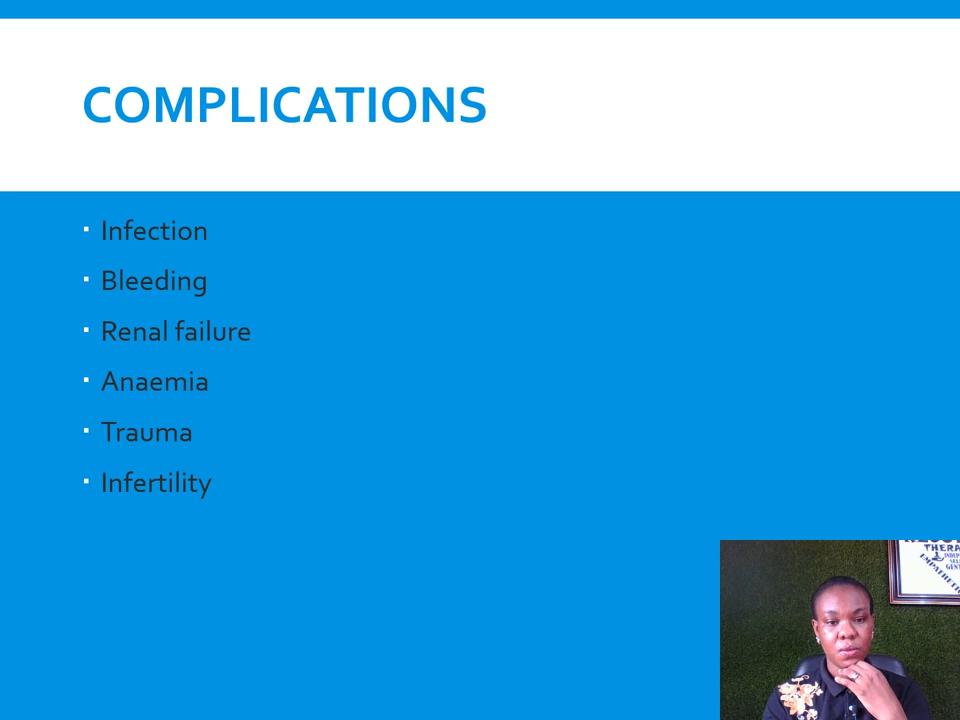 COMPLICATIONS
Infection
Bleeding
Renal failure
Anaemia
Trauma
Infertility